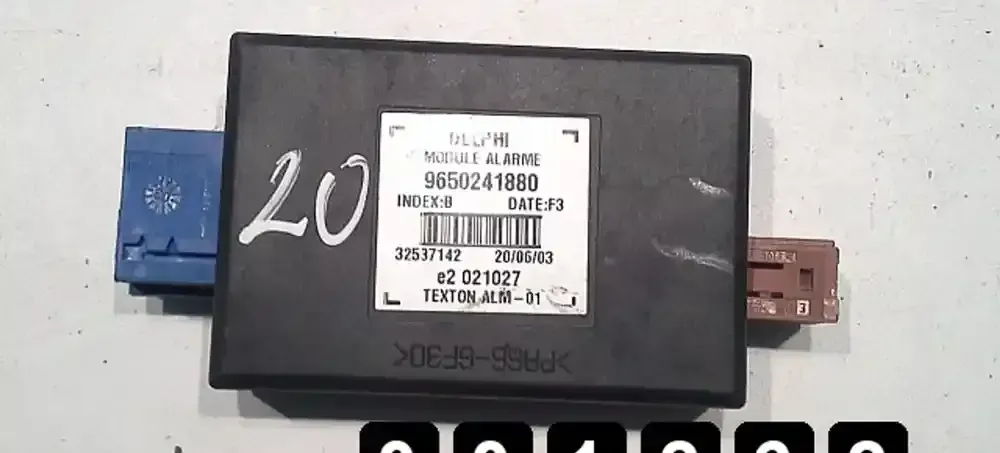 20
DELPHI
MODULE ALARME
9650241880
INDEX:B DATE:F3
32537142 20/06/03
e2 021027
TEXTON ALM-01
>PA66-GF30<